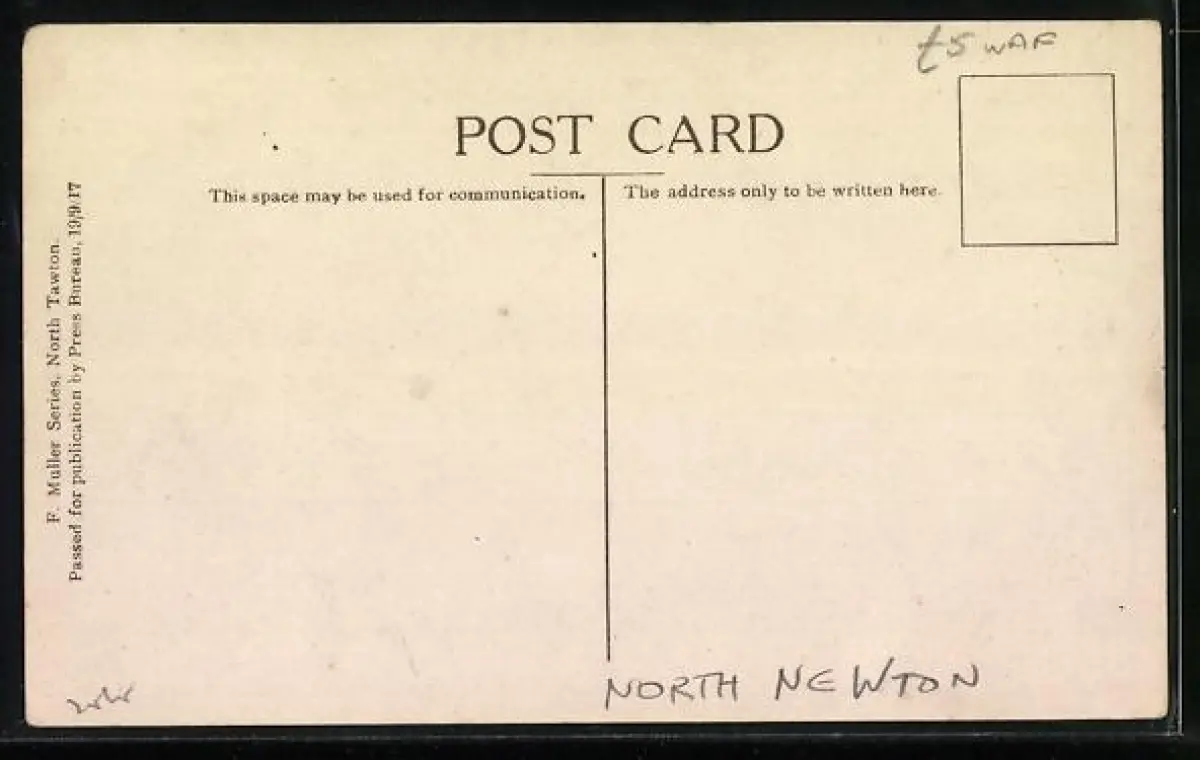 £5 WAF
POST CARD
This space may be used for communication.
The address only to be written here.
F. Muller Series, North Tawton.
Passed for publication by Press Bureau, 19/9/17
NORTH NEWTON